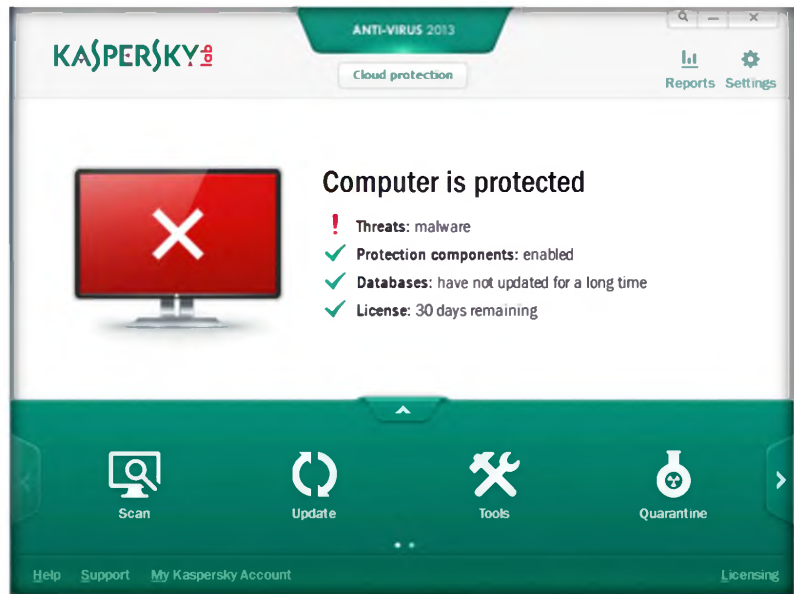 ANTI-VIRUS 2013
KASPERSKY lab
Cloud protection
Reports Settings
Computer is protected
! Threats: malware
Protection components: enabled
Databases: have not updated for a long time
License: 30 days remaining
Scan Update Tools Quarantine
Help Support My Kaspersky Account Licensing